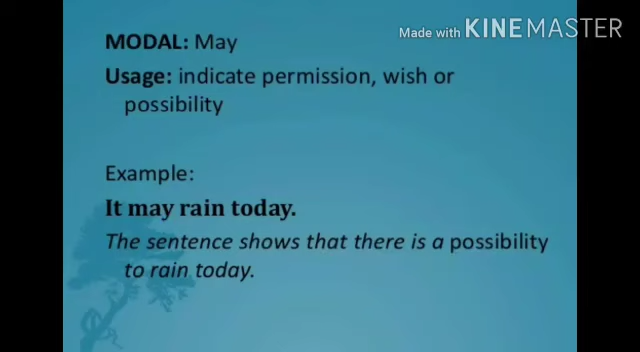 Made with KINEMASTER
MODAL: May
Usage: indicate permission, wish or
possibility
Example:
It may rain today.
The sentence shows that there is a possibility
to rain today.